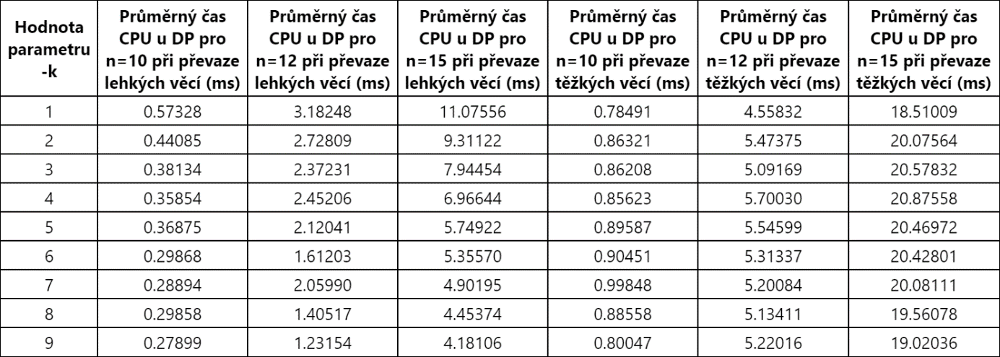 Hodnota parametru -k | Průměrný čas CPU u DP pro n=10 při převaze lehkých věcí (ms) | Průměrný čas CPU u DP pro n=12 při převaze lehkých věcí (ms) | Průměrný čas CPU u DP pro n=15 při převaze lehkých věcí (ms) | Průměrný čas CPU u DP pro n=10 při převaze těžkých věcí (ms) | Průměrný čas CPU u DP pro n=12 při převaze těžkých věcí (ms) | Průměrný čas CPU u DP pro n=15 při převaze těžkých věcí (ms)
1 | 0.57328 | 3.18248 | 11.07556 | 0.78491 | 4.55832 | 18.51009
2 | 0.44085 | 2.72809 | 9.31122 | 0.86321 | 5.47375 | 20.07564
3 | 0.38134 | 2.37231 | 7.94454 | 0.86208 | 5.09169 | 20.57832
4 | 0.35854 | 2.45206 | 6.96644 | 0.85623 | 5.70030 | 20.87558
5 | 0.36875 | 2.12041 | 5.74922 | 0.89587 | 5.54599 | 20.46972
6 | 0.29868 | 1.61203 | 5.35570 | 0.90451 | 5.31337 | 20.42801
7 | 0.28894 | 2.05990 | 4.90195 | 0.99848 | 5.20084 | 20.08111
8 | 0.29858 | 1.40517 | 4.45374 | 0.88558 | 5.13411 | 19.56078
9 | 0.27899 | 1.23154 | 4.18106 | 0.80047 | 5.22016 | 19.02036